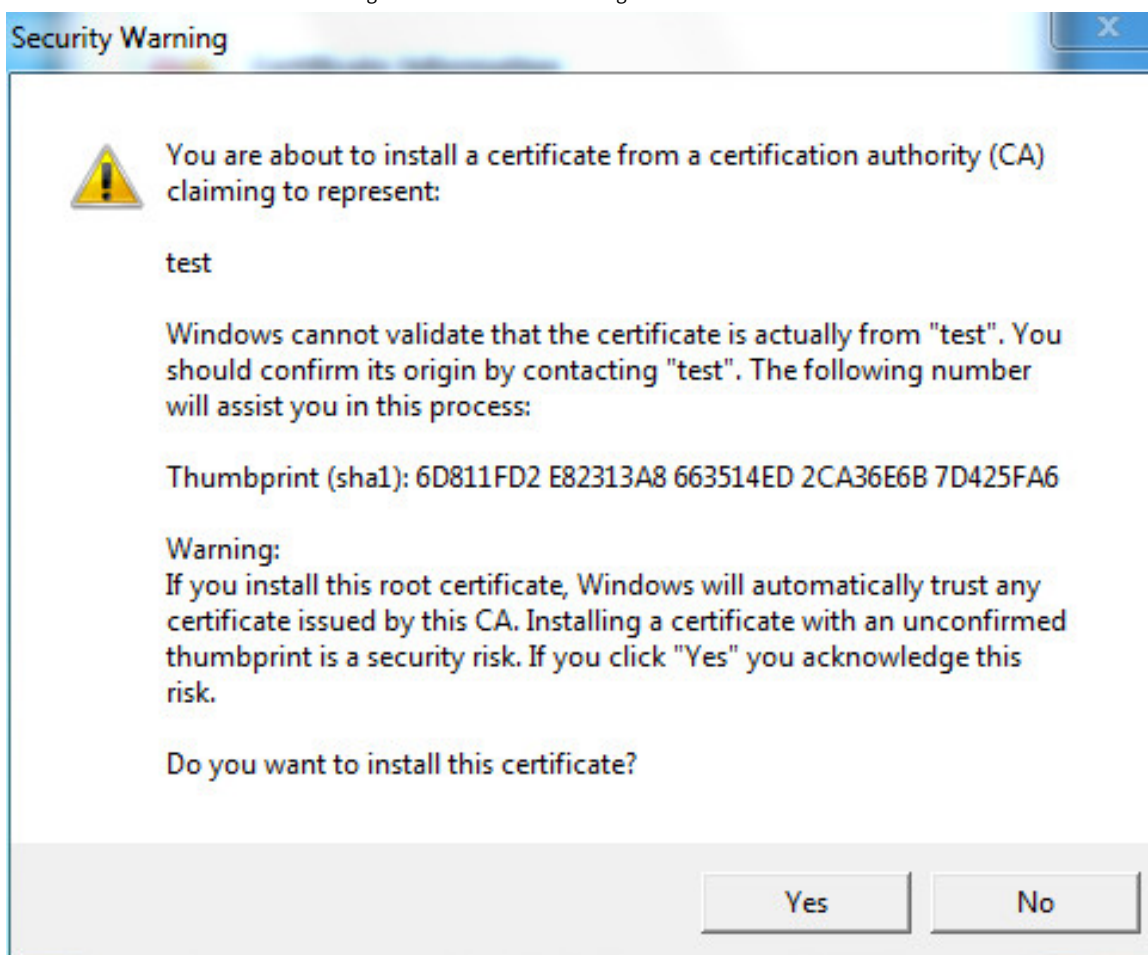 Security Warning
You are about to install a certificate from a certification authority (CA)
claiming to represent:
test
Windows cannot validate that the certificate is actually from "test". You
should confirm its origin by contacting "test". The following number
will assist you in this process:
Thumbprint (sha1): 6D811FD2 E82313A8 663514ED 2CA36E6B 7D425FA6
Warning:
If you install this root certificate, Windows will automatically trust any
certificate issued by this CA. Installing a certificate with an unconfirmed
thumbprint is a security risk. If you click "Yes" you acknowledge this
risk.
Do you want to install this certificate?
Yes
No